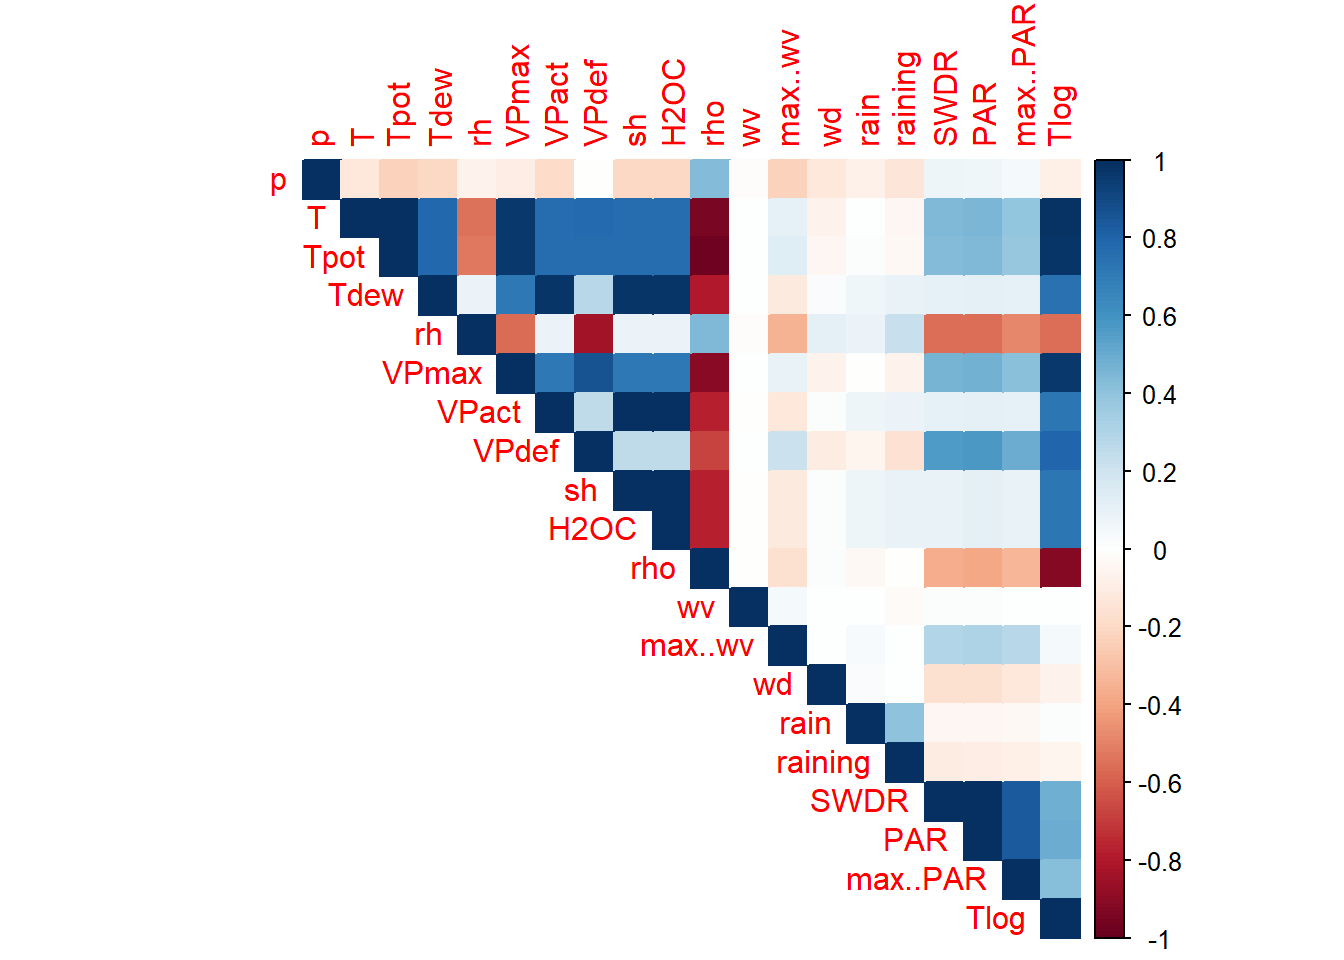 p
T
Tpot
Tdew
rh
VPmax
VPact
VPdef
sh
H2OC
rho
wv
max..wv
wd
rain
raining
SWDR
PAR
max..PAR
Tlog
p
T
Tpot
Tdew
rh
VPmax
VPact
VPdef
sh
H2OC
rho
wv
max..wv
wd
rain
raining
SWDR
PAR
max..PAR
Tlog
1
0.8
0.6
0.4
0.2
0
-0.2
-0.4
-0.6
-0.8
-1